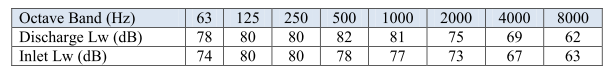 Octave Band (Hz) 63 125 250 500 1000 2000 4000 8000
Discharge Lw (dB) 78 80 80 82 81 75 69 62
Inlet Lw (dB) 74 80 80 78 77 73 67 63